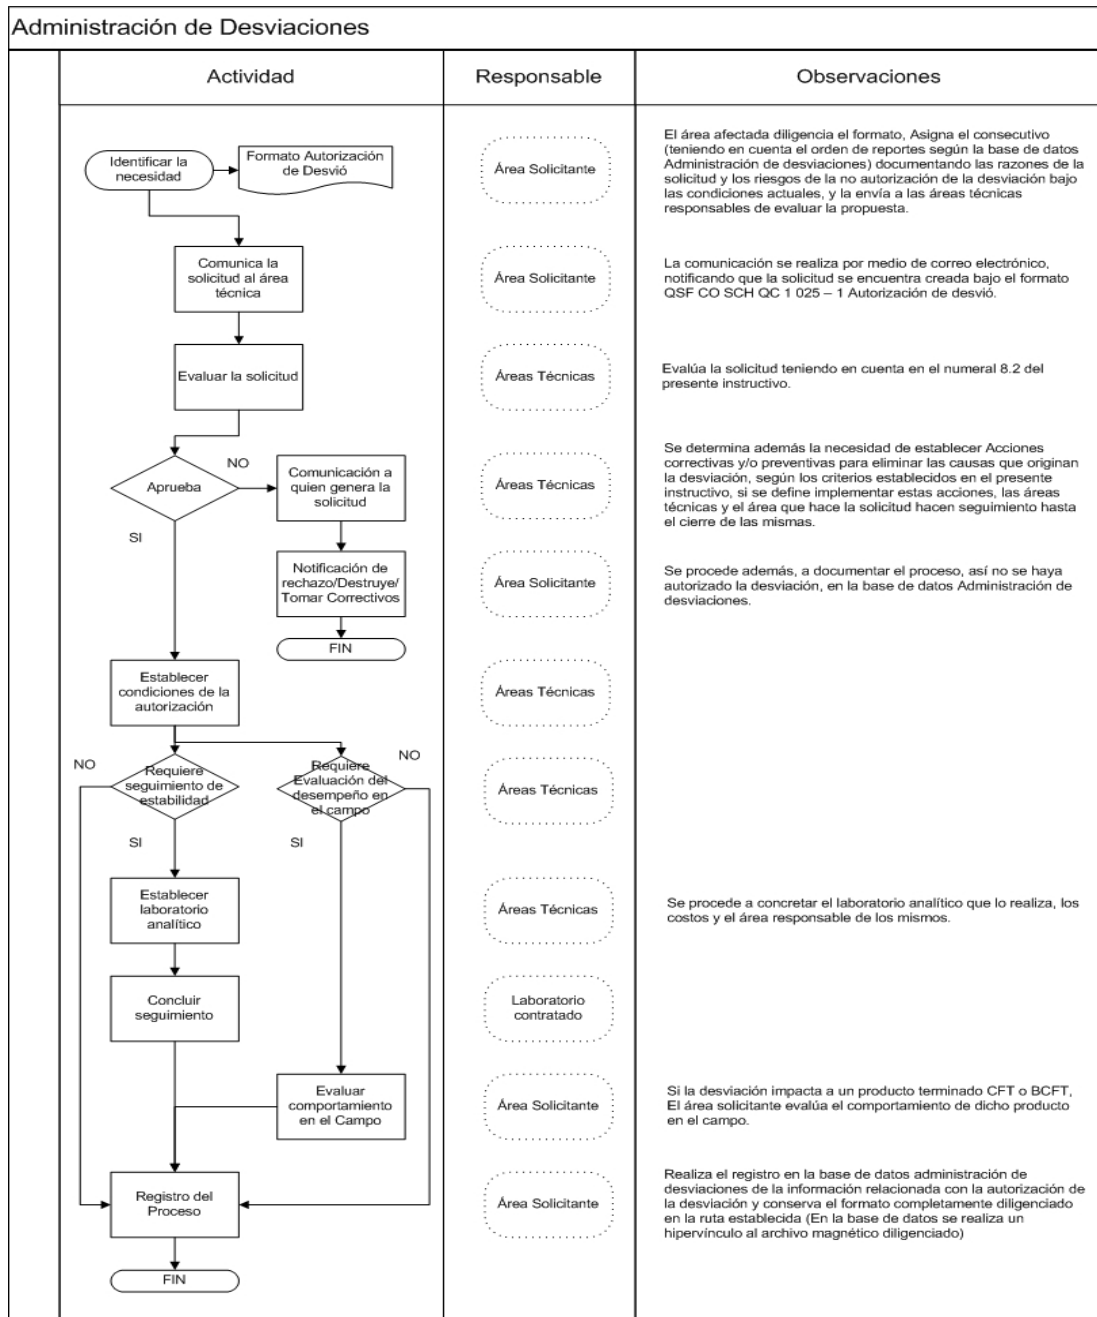 Administración de Desviaciones
Actividad
Responsable
Observaciones
Identificar la
necesidad
Formato Autorización
de Desvió
Área Solicitante
El área afectada diligencia el formato, Asigna el consecutivo
(teniendo en cuenta el orden de reportes según la base de datos
Administración de desviaciones) documentando las razones de la
solicitud y los riesgos de la no autorización de la desviación bajo
las condiciones actuales, y la envía a las áreas técnicas
responsables de evaluar la propuesta.
Comunica la
solicitud al área
técnica
Área Solicitante
La comunicación se realiza por medio de correo electrónico,
notificando que la solicitud se encuentra creada bajo el formato
QSF CO SCH QC 1 025 – 1 Autorización de desvió.
Evaluar la solicitud
Áreas Técnicas
Evalúa la solicitud teniendo en cuenta en el numeral 8.2 del
presente instructivo.
Aprueba
NO
SI
Comunicación a
quien genera la
solicitud
Áreas Técnicas
Se determina además la necesidad de establecer Acciones
correctivas y/o preventivas para eliminar las causas que originan
la desviación, según los criterios establecidos en el presente
instructivo, si se define implementar estas acciones, las áreas
técnicas y el área que hace la solicitud hacen seguimiento hasta
el cierre de las mismas.
Notificación de
rechazo/Destruye/
Tomar Correctivos
Área Solicitante
Se procede además, a documentar el proceso, así no se haya
autorizado la desviación, en la base de datos Administración de
desviaciones.
FIN
Establecer
condiciones de la
autorización
Áreas Técnicas
NO
Requiere
seguimiento de
estabilidad
SI
Requiere
Evaluación del
desempeño en
el campo
NO
SI
Áreas Técnicas
Establecer
laboratorio
analítico
Áreas Técnicas
Se procede a concretar el laboratorio analítico que lo realiza, los
costos y el área responsable de los mismos.
Concluir
seguimiento
Laboratorio
contratado
Evaluar
comportamiento
en el Campo
Área Solicitante
Si la desviación impacta a un producto terminado CFT o BCFT,
El área solicitante evalúa el comportamiento de dicho producto
en el campo.
Registro del
Proceso
Área Solicitante
Realiza el registro en la base de datos administración de
desviaciones de la información relacionada con la autorización de
la desviación y conserva el formato completamente diligenciado
en la ruta establecida (En la base de datos se realiza un
hipervínculo al archivo magnético diligenciado)
FIN